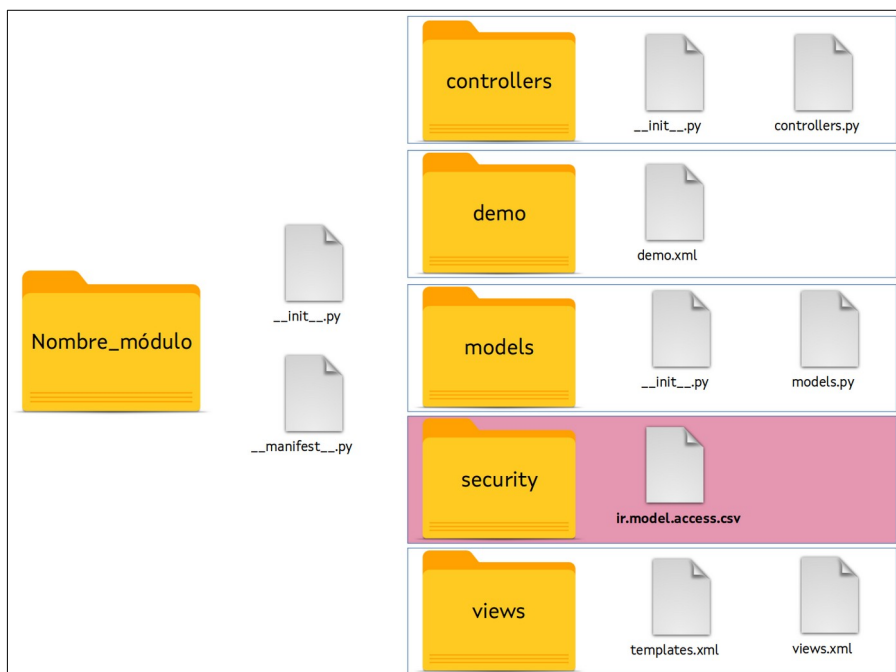 Nombre_módulo
__init__.py
__manifest__.py
controllers
__init__.py
controllers.py
demo
demo.xml
models
__init__.py
models.py
security
ir.model.access.csv
views
templates.xml
views.xml